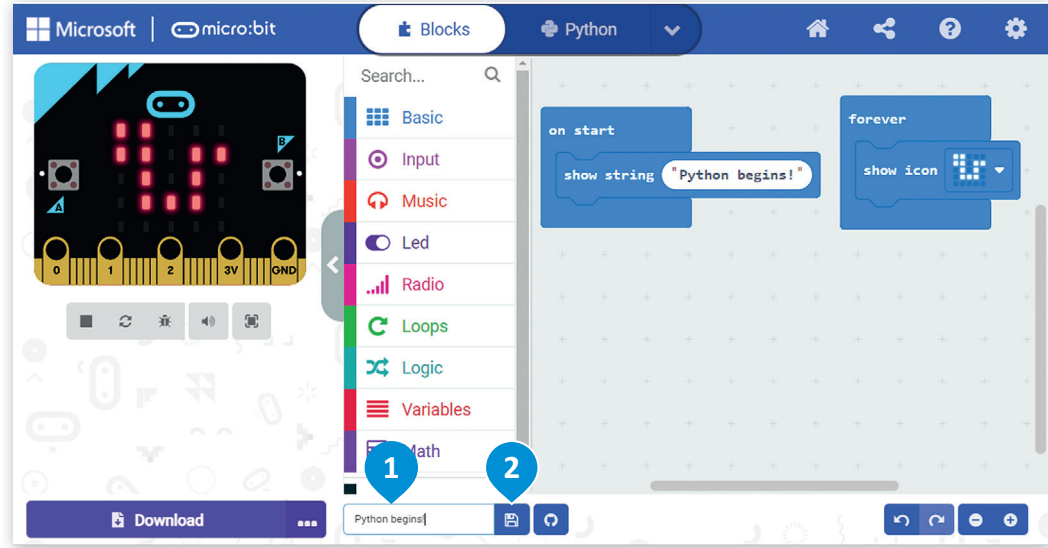 Microsoft micro:bit Blocks Python
Search...
Basic
Input
Music
Led
Radio
Loops
Logic
Variables
Math
on start
show string "Python begins!"
forever
show icon
B
A
0 1 2 3V GND
1 2
Download
Python begins!